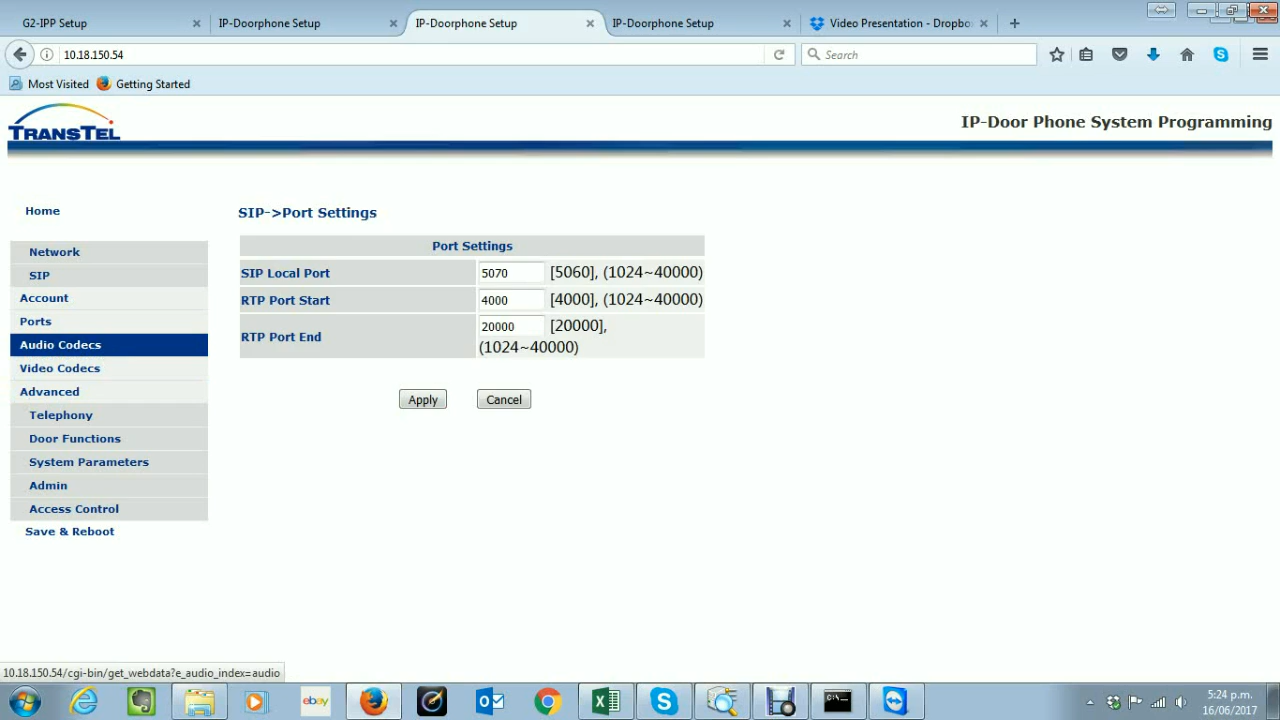 G2-IPP Setup
IP-Doorphone Setup
IP-Doorphone Setup
IP-Doorphone Setup
Video Presentation - Dropbo
10.18.150.54
Search
Most Visited
Getting Started
TRANSTEL
IP-Door Phone System Programming
Home
Network
SIP
Account
Ports
Audio Codecs
Video Codecs
Advanced
Telephony
Door Functions
System Parameters
Admin
Access Control
Save & Reboot
SIP->Port Settings
Port Settings
SIP Local Port 5070 [5060], (1024~40000)
RTP Port Start 4000 [4000], (1024~40000)
RTP Port End 20000 [20000],
(1024~40000)
Apply Cancel
10.18.150.54/cgi-bin/get_webdata?e_audio_index=audio
ebay
5:24 p.m.
16/06/2017